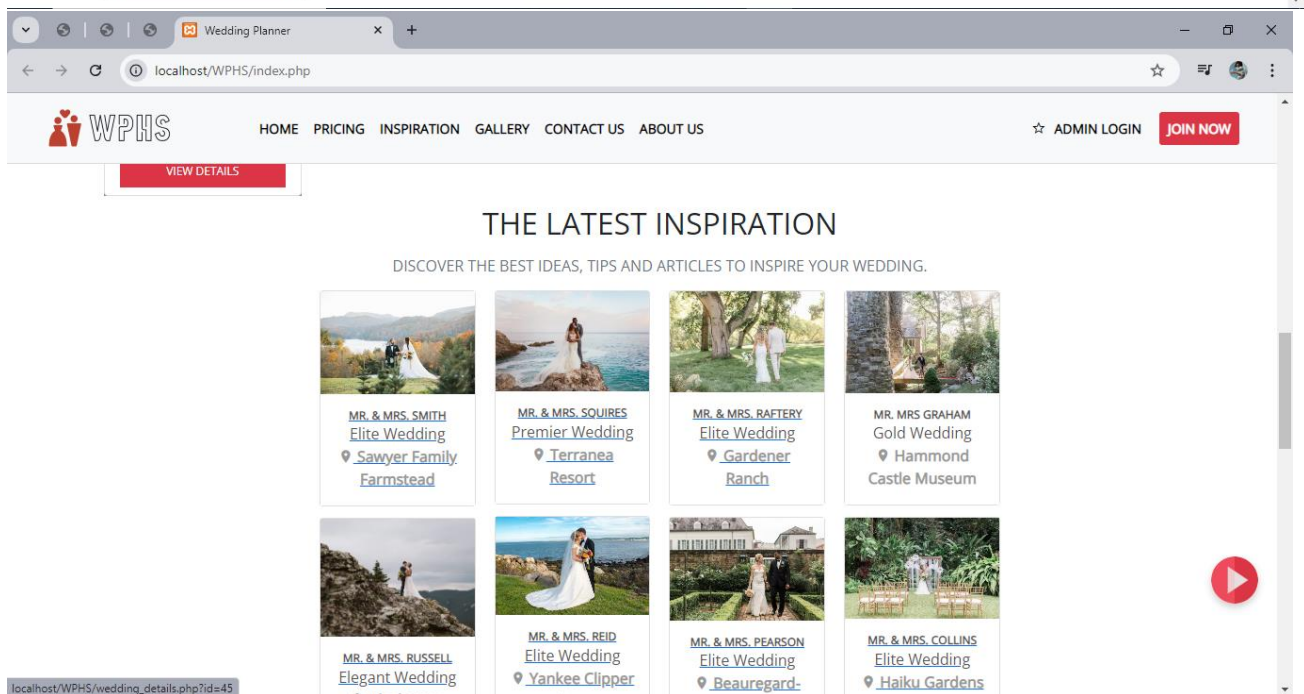 Wedding Planner
localhost/WPHS/index.php
WPHS
HOME PRICING INSPIRATION GALLERY CONTACT US ABOUT US
ADMIN LOGIN
JOIN NOW
VIEW DETAILS
THE LATEST INSPIRATION
DISCOVER THE BEST IDEAS, TIPS AND ARTICLES TO INSPIRE YOUR WEDDING.
MR. & MRS. SMITH
Elite Wedding
Sawyer Family
Farmstead
MR. & MRS. SQUIRES
Premier Wedding
Terranea
Resort
MR. & MRS. RAFTERY
Elite Wedding
Gardener
Ranch
MR. MRS GRAHAM
Gold Wedding
Hammond
Castle Museum
MR. & MRS. RUSSELL
Elegant Wedding
MR. & MRS. REID
Elite Wedding
Yankee Clipper
MR. & MRS. PEARSON
Elite Wedding
Beauregard-
MR. & MRS. COLLINS
Elite Wedding
Haiku Gardens
localhost/WPHS/wedding_details.php?id=45